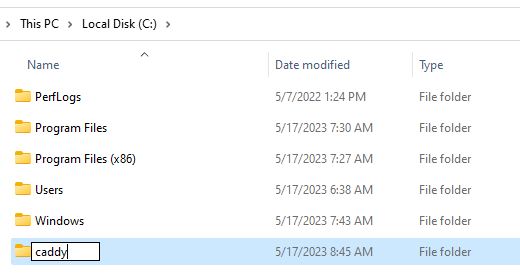 This PC > Local Disk (C:) >
Name Date modified Type
PerfLogs 5/7/2022 1:24 PM File folder
Program Files 5/17/2023 7:30 AM File folder
Program Files (x86) 5/17/2023 7:27 AM File folder
Users 5/17/2023 6:38 AM File folder
Windows 5/17/2023 7:43 AM File folder
caddy 5/17/2023 8:45 AM File folder